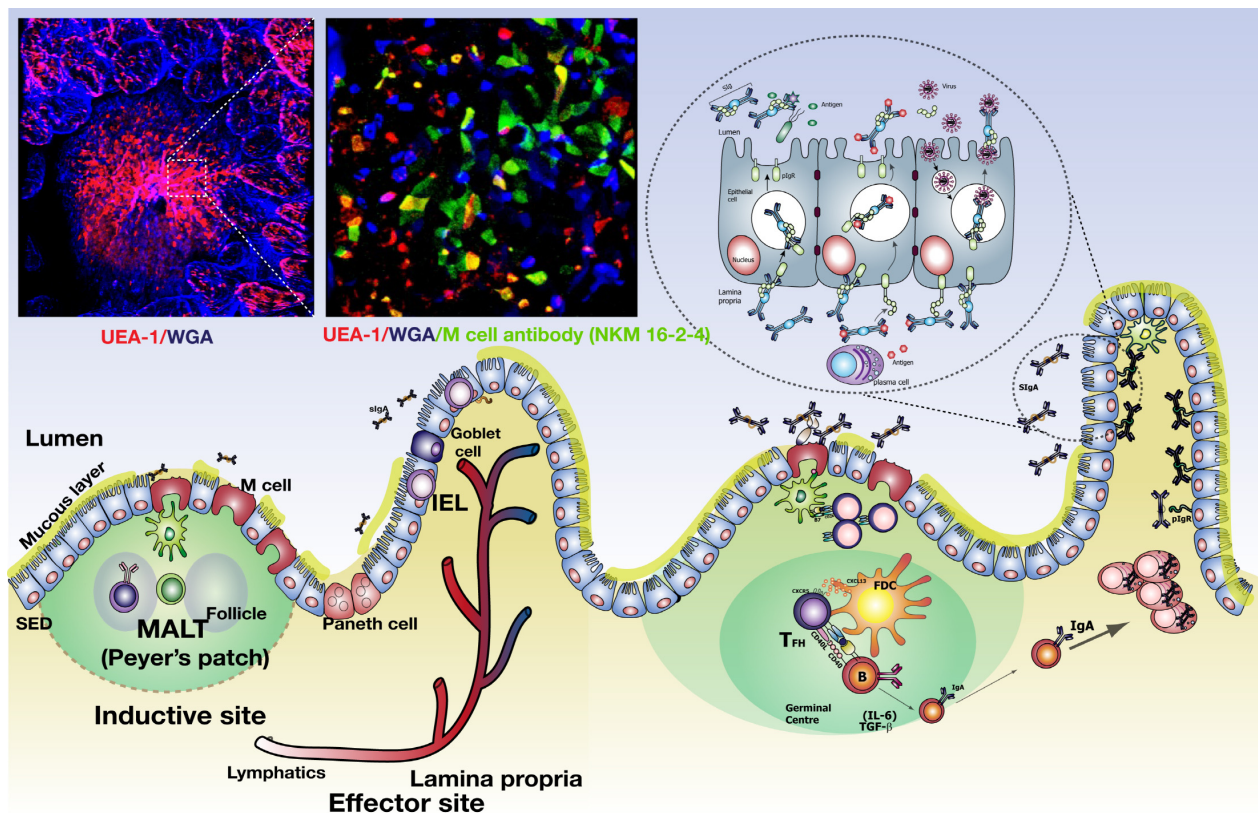 UEA-1/WGA
UEA-1/WGA/M cell antibody (NKM 16-2-4)
SIgA
Antigen
Virus
Lumen
pIgR
Epithelial
cell
Nucleus
Lamina
propria
Antigen
plasma cell
Lumen
Mucous layer
M cell
sIgA
Goblet
cell
IEL
SED
Follicle
MALT
(Peyer's patch)
Paneth cell
Inductive site
Lymphatics
Lamina propria
Effector site
SIgA
pIgR
B7
CXCL13
CXCR5
FDC
TFH
CD40L
CD40
B
Germinal
Centre
(IL-6)
TGF-β
IgA
IgA